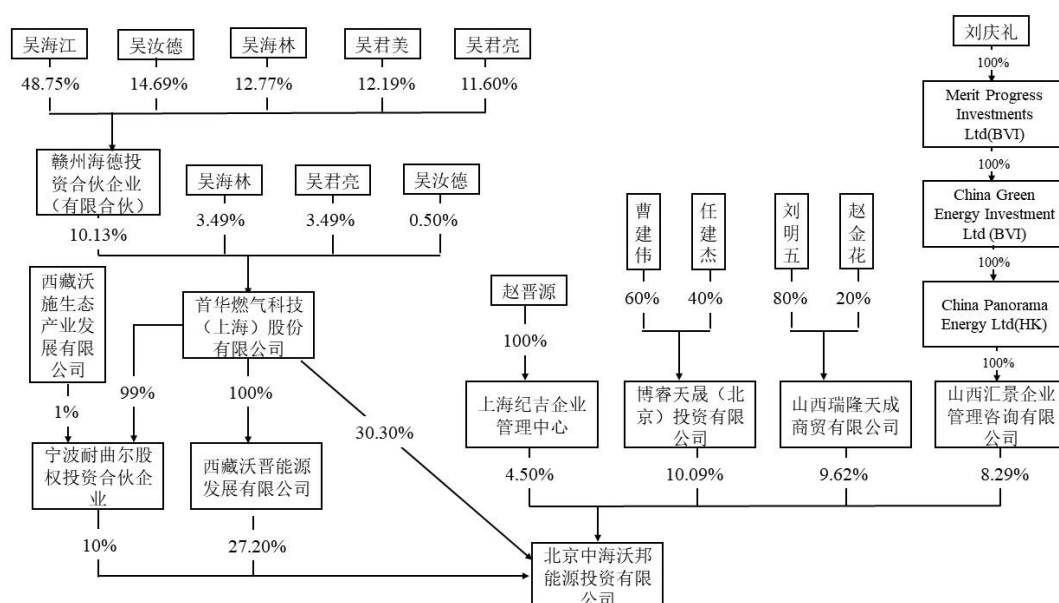 吴海江
吴汝德
吴海林
吴君美
吴君亮
刘庆礼
48.75%
14.69%
12.77%
12.19%
11.60%
100%
Merit Progress
Investments
Ltd(BVI)
100%
赣州海德投
资合伙企业
（有限合伙）
吴海林
吴君亮
吴汝德
China Green
Energy Investment
Ltd (BVI)
10.13%
3.49%
3.49%
0.50%
曹建伟
任建杰
刘明五
赵金花
100%
西藏沃
施生态
产业发
展有限
公司
首华燃气科技
（上海）股份
有限公司
赵晋源
60%
40%
80%
20%
China Panorama
Energy Ltd(HK)
100%
100%
1%
99%
100%
30.30%
上海纪吉企业
管理中心
博睿天晟（北
京）投资有限
公司
山西瑞隆天成
商贸有限公司
山西汇景企业
管理咨询有限
公司
宁波耐曲尔股
权投资合伙企
业
西藏沃晋能源
发展有限公司
4.50%
10.09%
9.62%
8.29%
10%
27.20%
北京中海沃邦
能源投资有限
公司